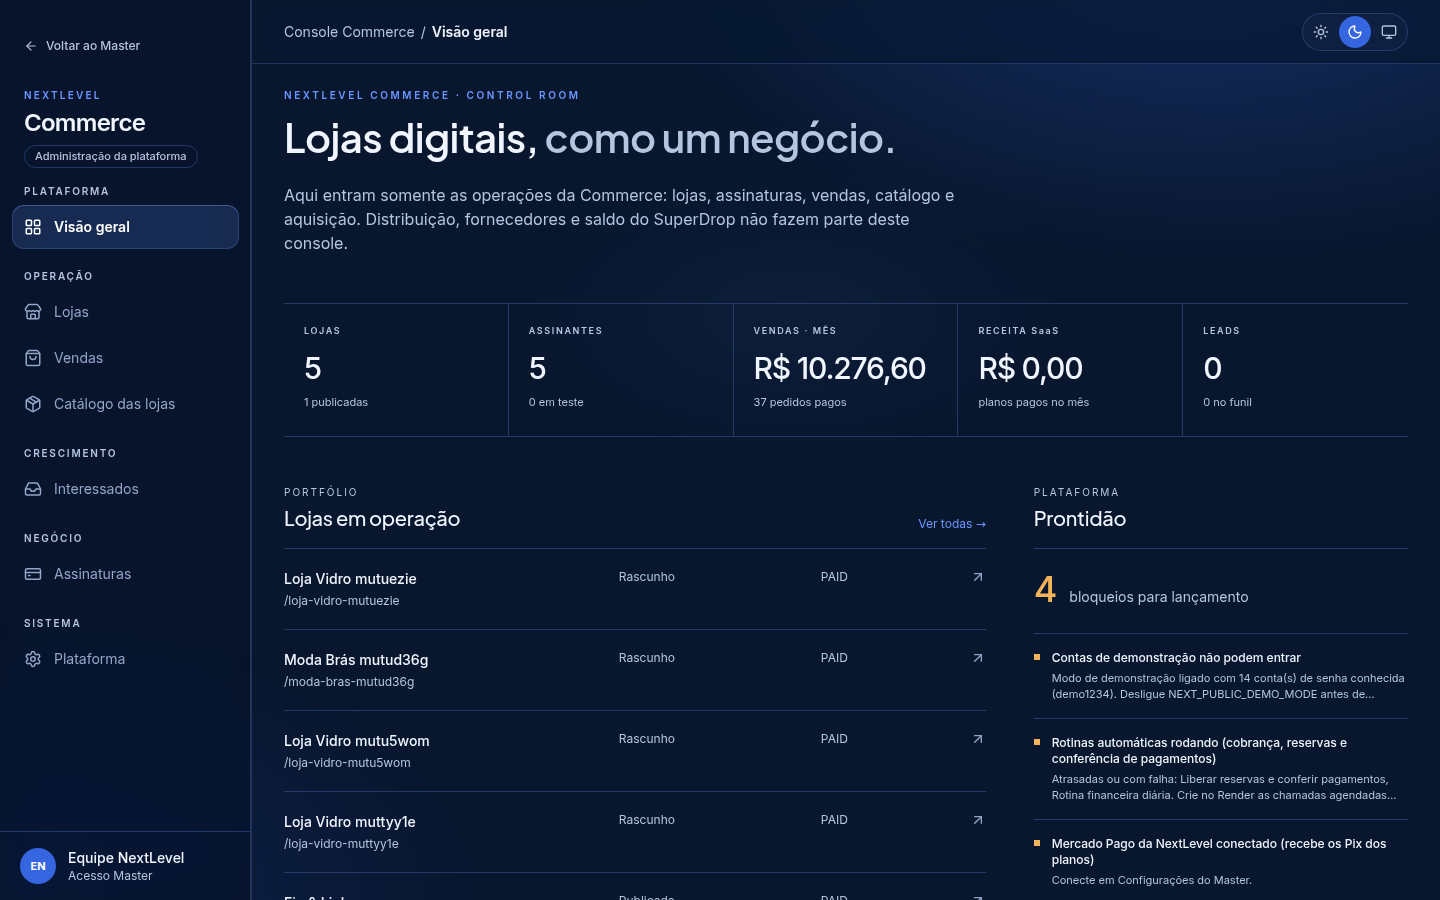 Voltar ao Master
NEXTLEVEL
Commerce
Administração da plataforma
PLATAFORMA
Visão geral
OPERAÇÃO
Lojas
Vendas
Catálogo das lojas
CRESCIMENTO
Interessados
NEGÓCIO
Assinaturas
SISTEMA
Plataforma
EN
Equipe NextLevel
Acesso Master
Console Commerce / Visão geral
NEXTLEVEL COMMERCE · CONTROL ROOM
Lojas digitais, como um negócio.
Aqui entram somente as operações da Commerce: lojas, assinaturas, vendas, catálogo e
aquisição. Distribuição, fornecedores e saldo do SuperDrop não fazem parte deste
console.
LOJAS
5
1 publicadas
ASSINANTES
5
0 em teste
VENDAS · MÊS
R$ 10.276,60
37 pedidos pagos
RECEITA SaaS
R$ 0,00
planos pagos no mês
LEADS
0
0 no funil
PORTFÓLIO
Lojas em operação
Ver todas →
Loja Vidro mutuezie
/loja-vidro-mutuezie
Rascunho
PAID
Moda Brás mutud36g
/moda-bras-mutud36g
Rascunho
PAID
Loja Vidro mutu5wom
/loja-vidro-mutu5wom
Rascunho
PAID
Loja Vidro muttyy1e
/loja-vidro-muttyy1e
Rascunho
PAID
Publicada
PAID
PLATAFORMA
Prontidão
4 bloqueios para lançamento
Contas de demonstração não podem entrar
Modo de demonstração ligado com 14 conta(s) de senha conhecida
(demo1234). Desligue NEXT_PUBLIC_DEMO_MODE antes de...
Rotinas automáticas rodando (cobrança, reservas e
conferência de pagamentos)
Atrasadas ou com falha: Liberar reservas e conferir pagamentos,
Rotina financeira diária. Crie no Render as chamadas agendadas...
Mercado Pago da NextLevel conectado (recebe os Pix dos
planos)
Conecte em Configurações do Master.